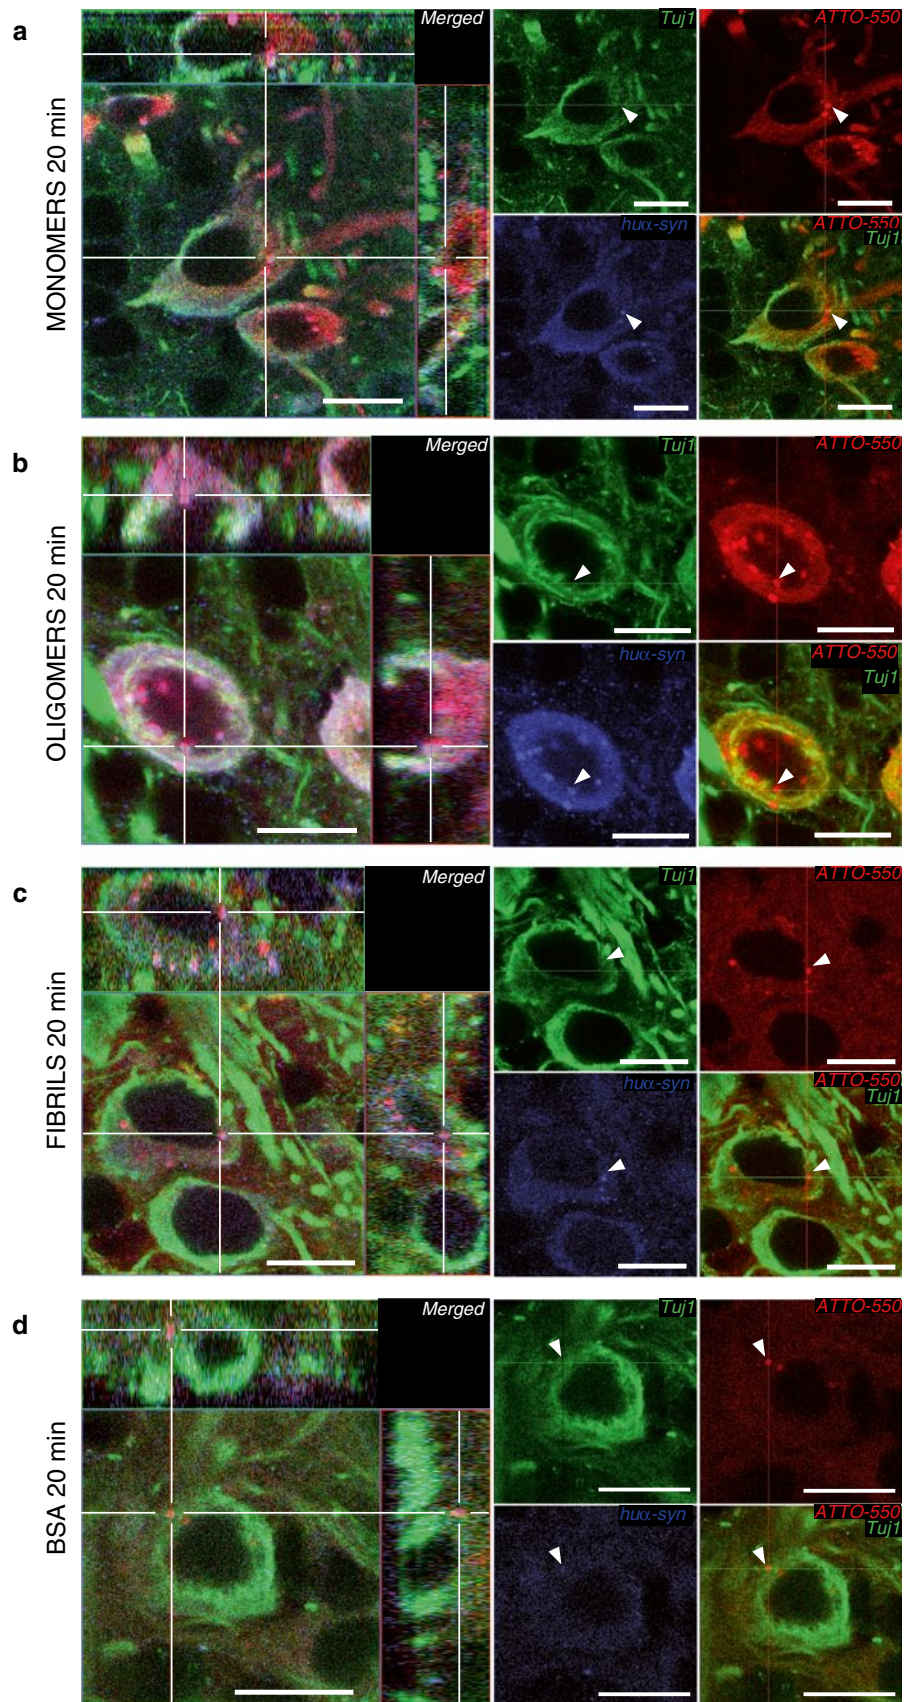 a
MONOMERS 20 min
Merged
Tuj1
ATTO-550
huα-syn
ATTO-550
Tuj1
b
OLIGOMERS 20 min
Merged
Tuj1
ATTO-550
huα-syn
ATTO-550
Tuj1
c
FIBRILS 20 min
Merged
Tuj1
ATTO-550
huα-syn
ATTO-550
Tuj1
d
BSA 20 min
Merged
Tuj1
ATTO-550
huα-syn
ATTO-550
Tuj1